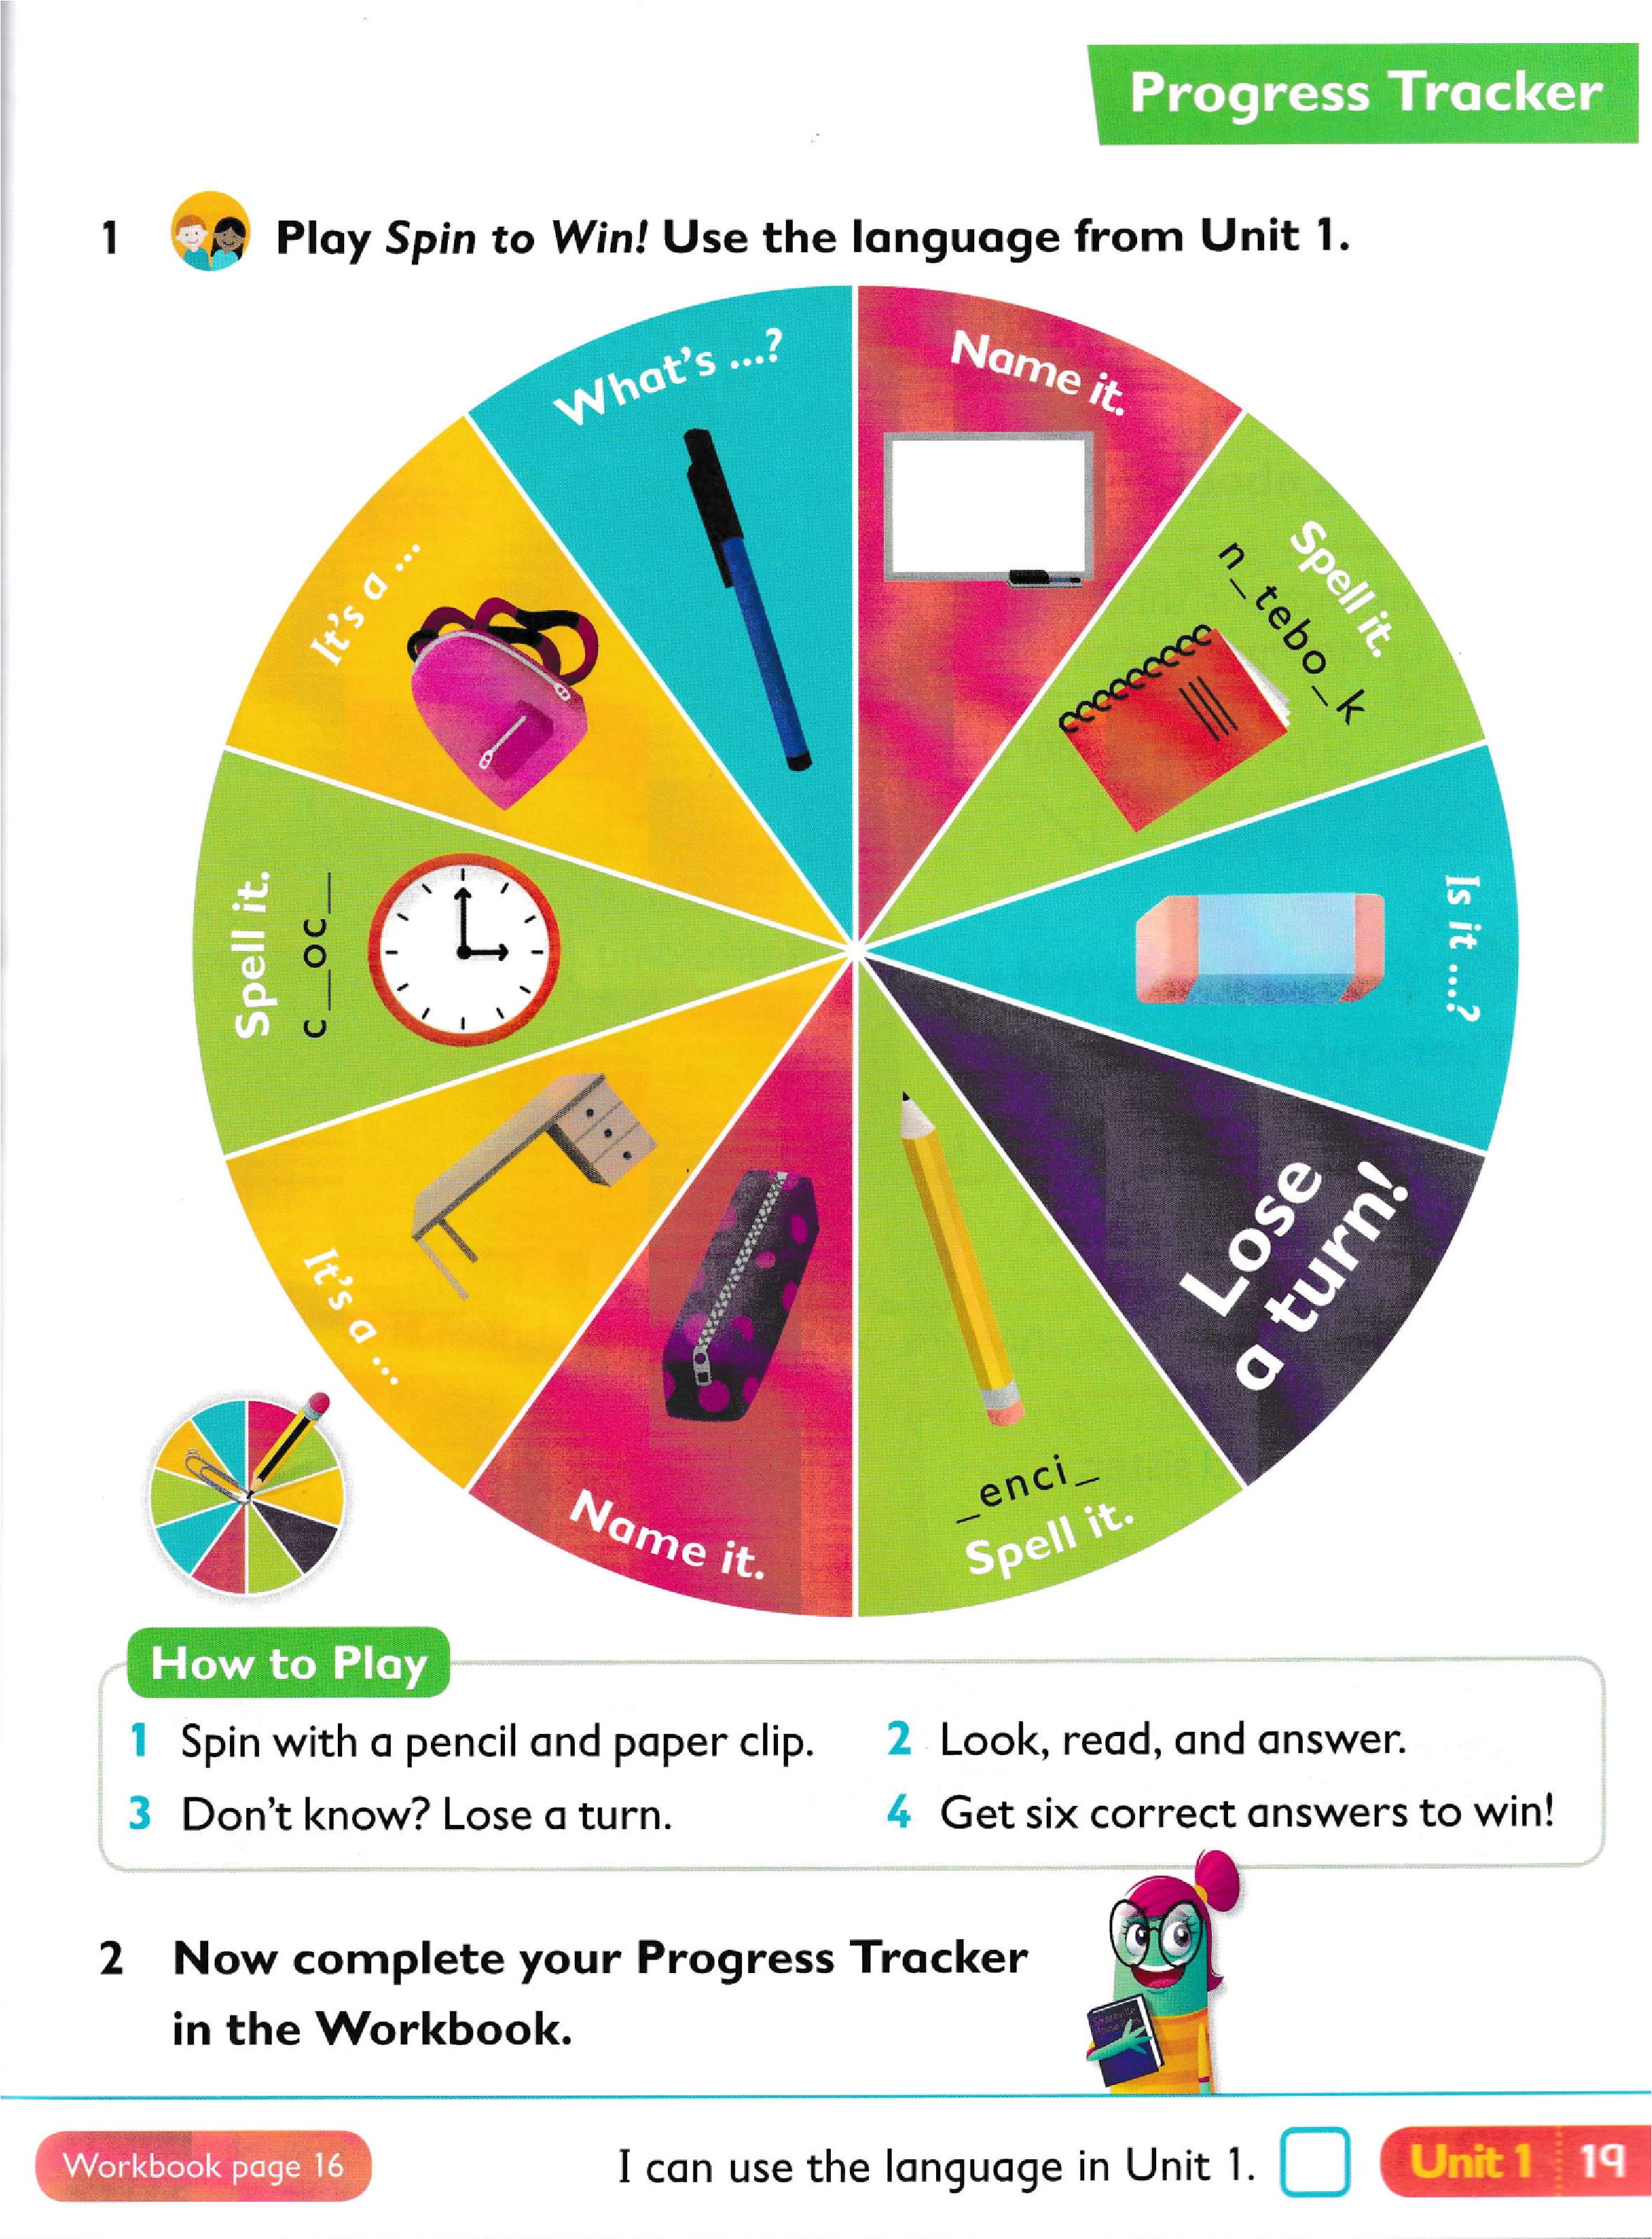 Progress Tracker
1 Play Spin to Win! Use the language from Unit 1.
What's ...?
Name it.
Spell it.
n_tebo_k
Is it ...?
Lose
a turn!
_enci_
Spell it.
Name it.
It's a ...
Spell it.
c__oc__
It's a ...
How to Play
1 Spin with a pencil and paper clip.
2 Look, read, and answer.
3 Don't know? Lose a turn.
4 Get six correct answers to win!
2 Now complete your Progress Tracker
in the Workbook.
Workbook page 16
I can use the language in Unit 1.
Unit 1 19